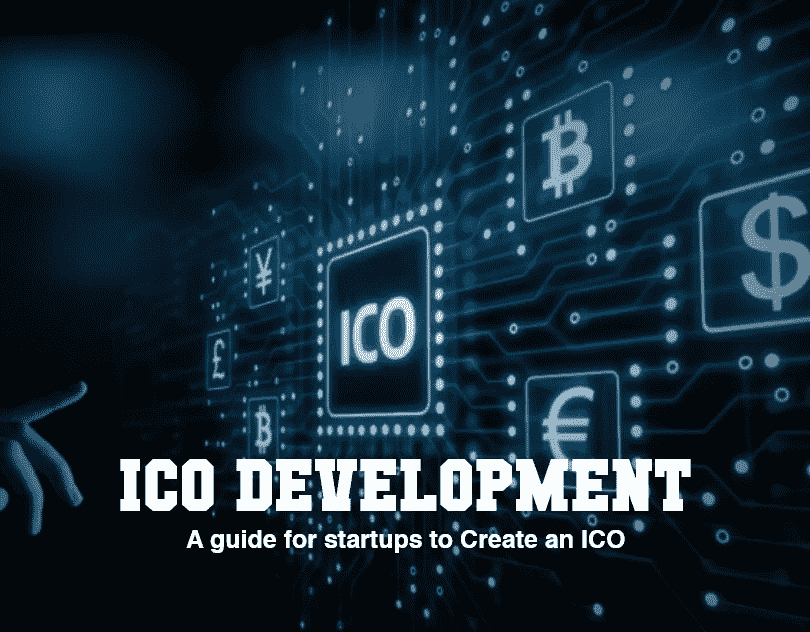 ₿
$
¥
ICO
£
€
₿
ICO DEVELOPMENT
A guide for startups to Create an ICO